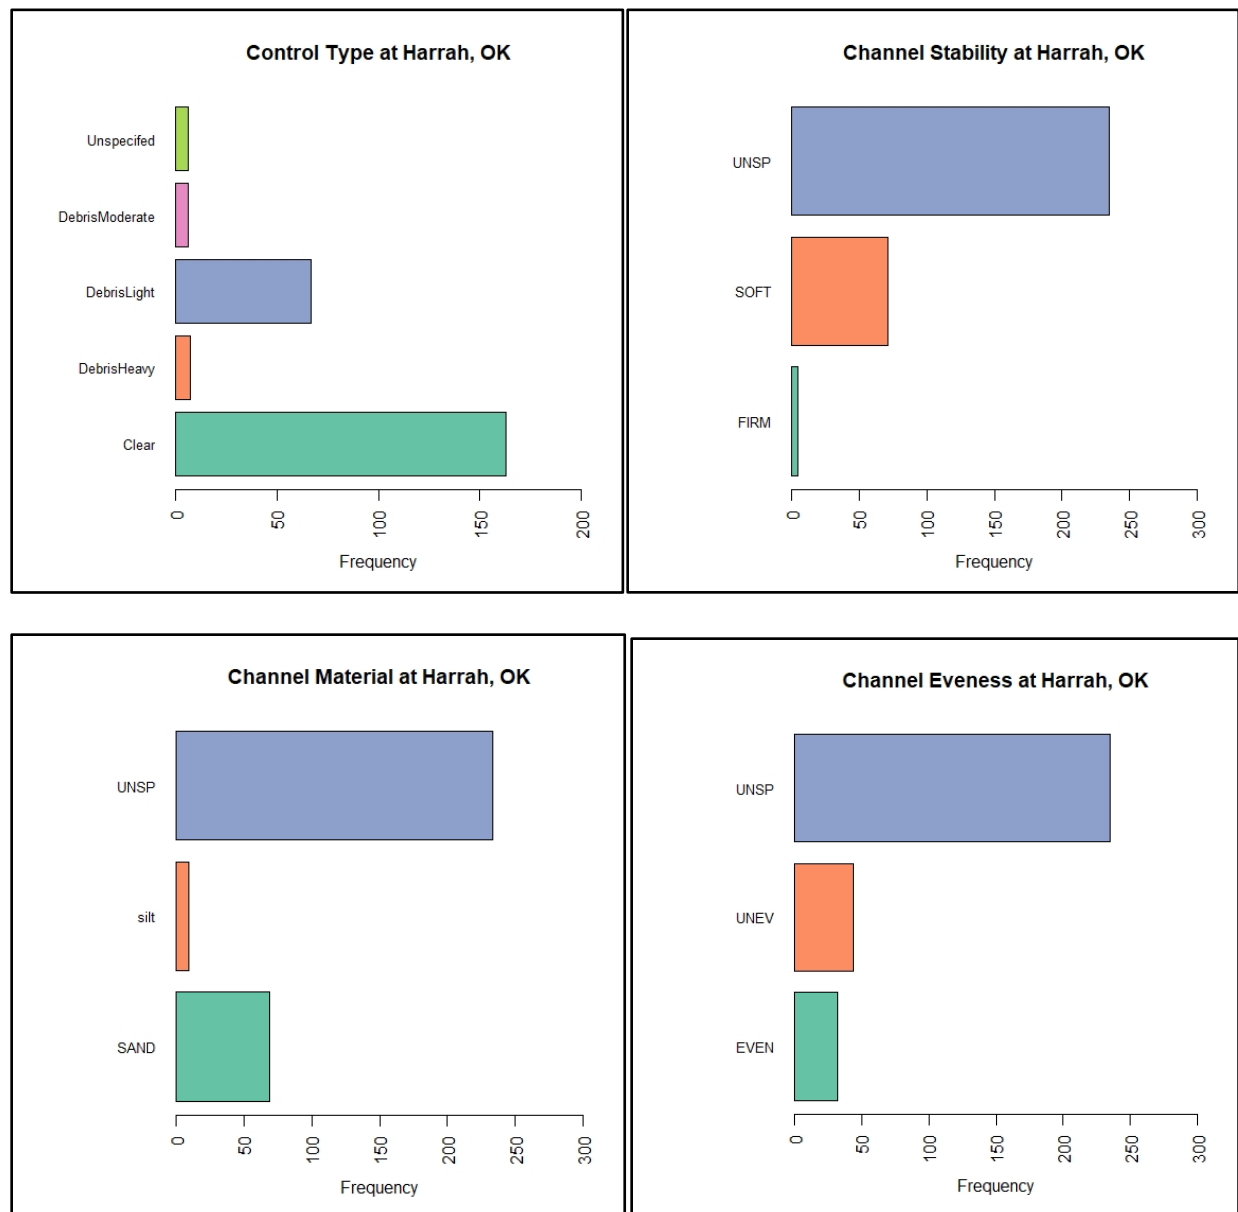 Control Type at Harrah, OK
Unspecifed
DebrisModerate
DebrisLight
DebrisHeavy
Clear
0 50 100 150 200
Frequency
Channel Stability at Harrah, OK
UNSP
SOFT
FIRM
0 50 100 150 200 250 300
Frequency
Channel Material at Harrah, OK
UNSP
silt
SAND
0 50 100 150 200 250 300
Frequency
Channel Eveness at Harrah, OK
UNSP
UNEV
EVEN
0 50 100 150 200 250 300
Frequency